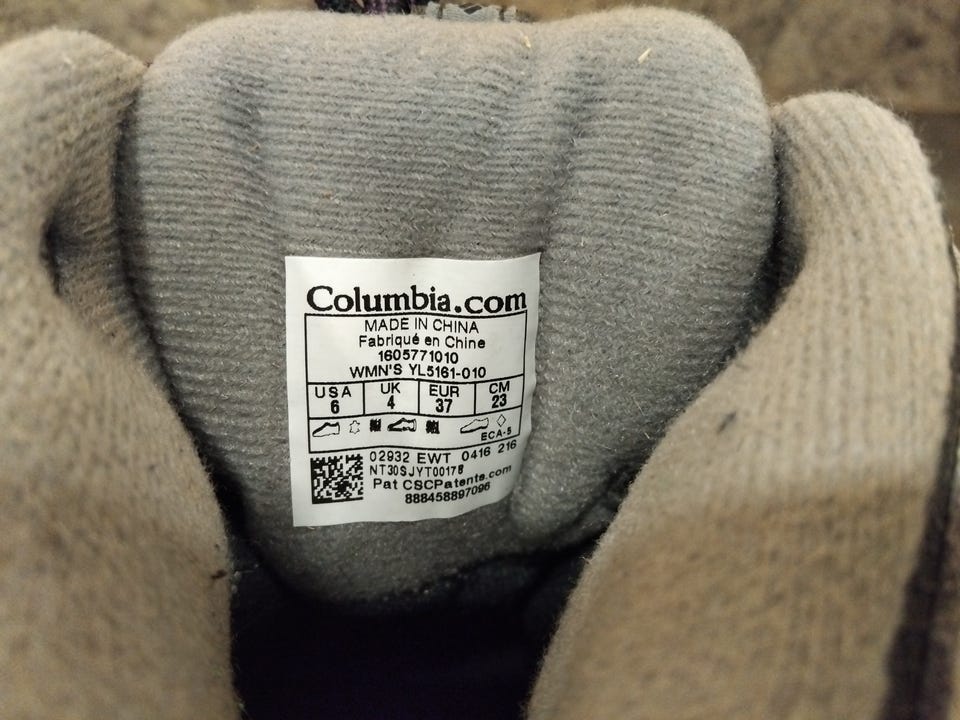 Columbia.com
MADE IN CHINA
Fabriqué en Chine
1605771010
WMN'S YL5161-010
USA UK EUR CM
6 4 37 23
ECA-5
02932 EWT 0416 216
NT30SJYT00178
Pat CSCPatents.com
888458897096